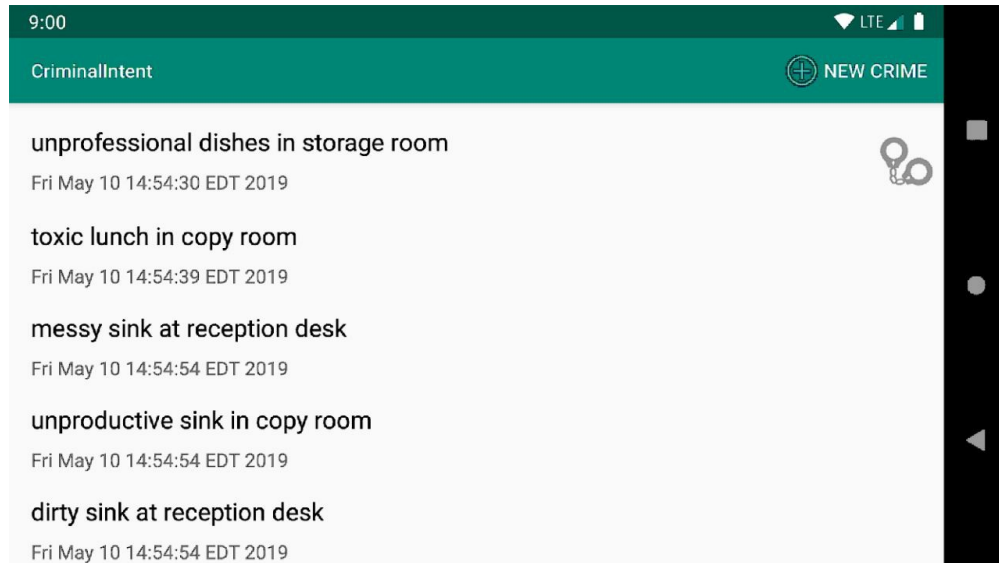 9:00 LTE
CriminalIntent NEW CRIME
unprofessional dishes in storage room
Fri May 10 14:54:30 EDT 2019
toxic lunch in copy room
Fri May 10 14:54:39 EDT 2019
messy sink at reception desk
Fri May 10 14:54:54 EDT 2019
unproductive sink in copy room
Fri May 10 14:54:54 EDT 2019
dirty sink at reception desk
Fri May 10 14:54:54 EDT 2019